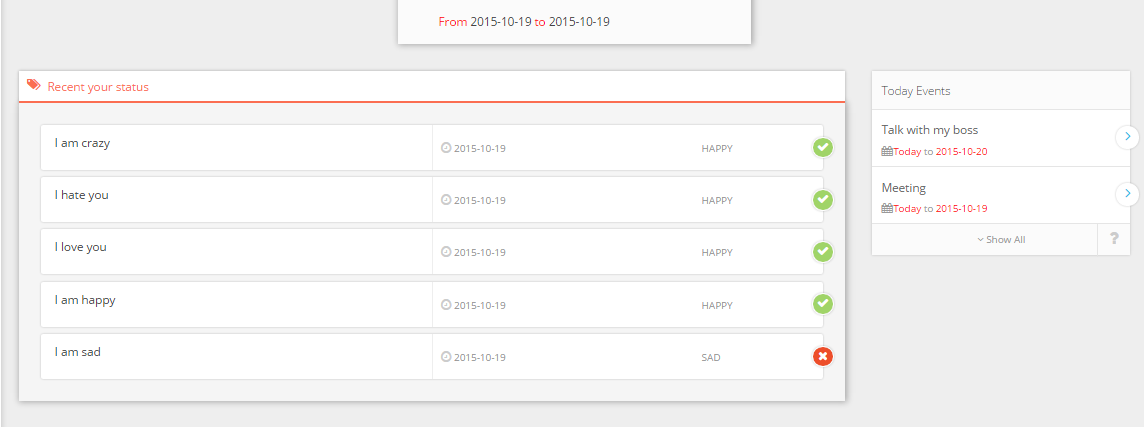 From 2015-10-19 to 2015-10-19
Recent your status
I am crazy 2015-10-19 HAPPY
I hate you 2015-10-19 HAPPY
I love you 2015-10-19 HAPPY
I am happy 2015-10-19 HAPPY
I am sad 2015-10-19 SAD
Today Events
Talk with my boss
Today to 2015-10-20
Meeting
Today to 2015-10-19
Show All ?